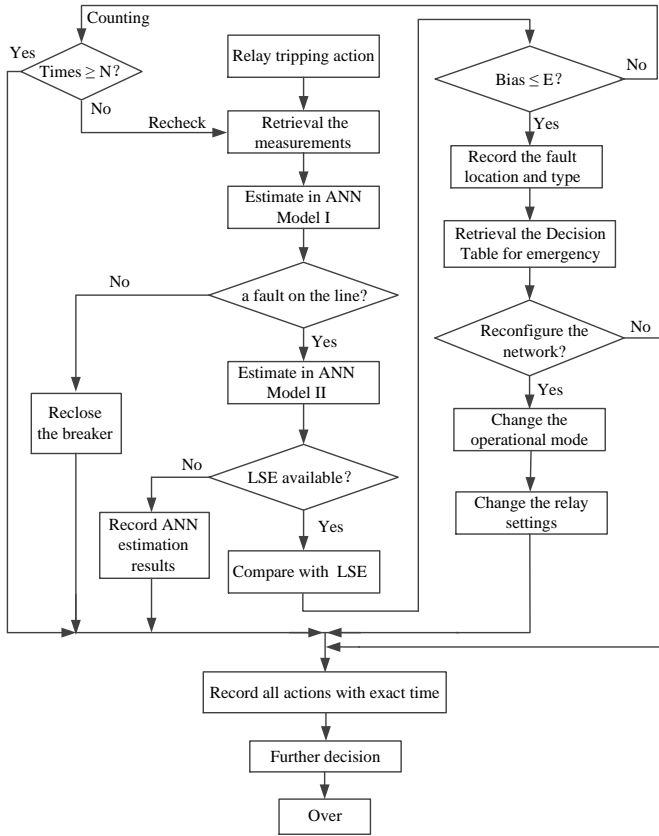 Counting
Yes
Times ≥ N?
No
Recheck
Relay tripping action
Retrieval the
measurements
Estimate in ANN
Model I
a fault on the line?
No
Yes
Reclose
the breaker
Estimate in ANN
Model II
LSE available?
No
Yes
Record ANN
estimation
results
Compare with LSE
Bias ≤ E?
No
Yes
Record the fault
location and type
Retrieval the Decision
Table for emergency
Reconfigure the
network?
No
Yes
Change the
operational mode
Change the relay
settings
Record all actions with exact time
Further decision
Over